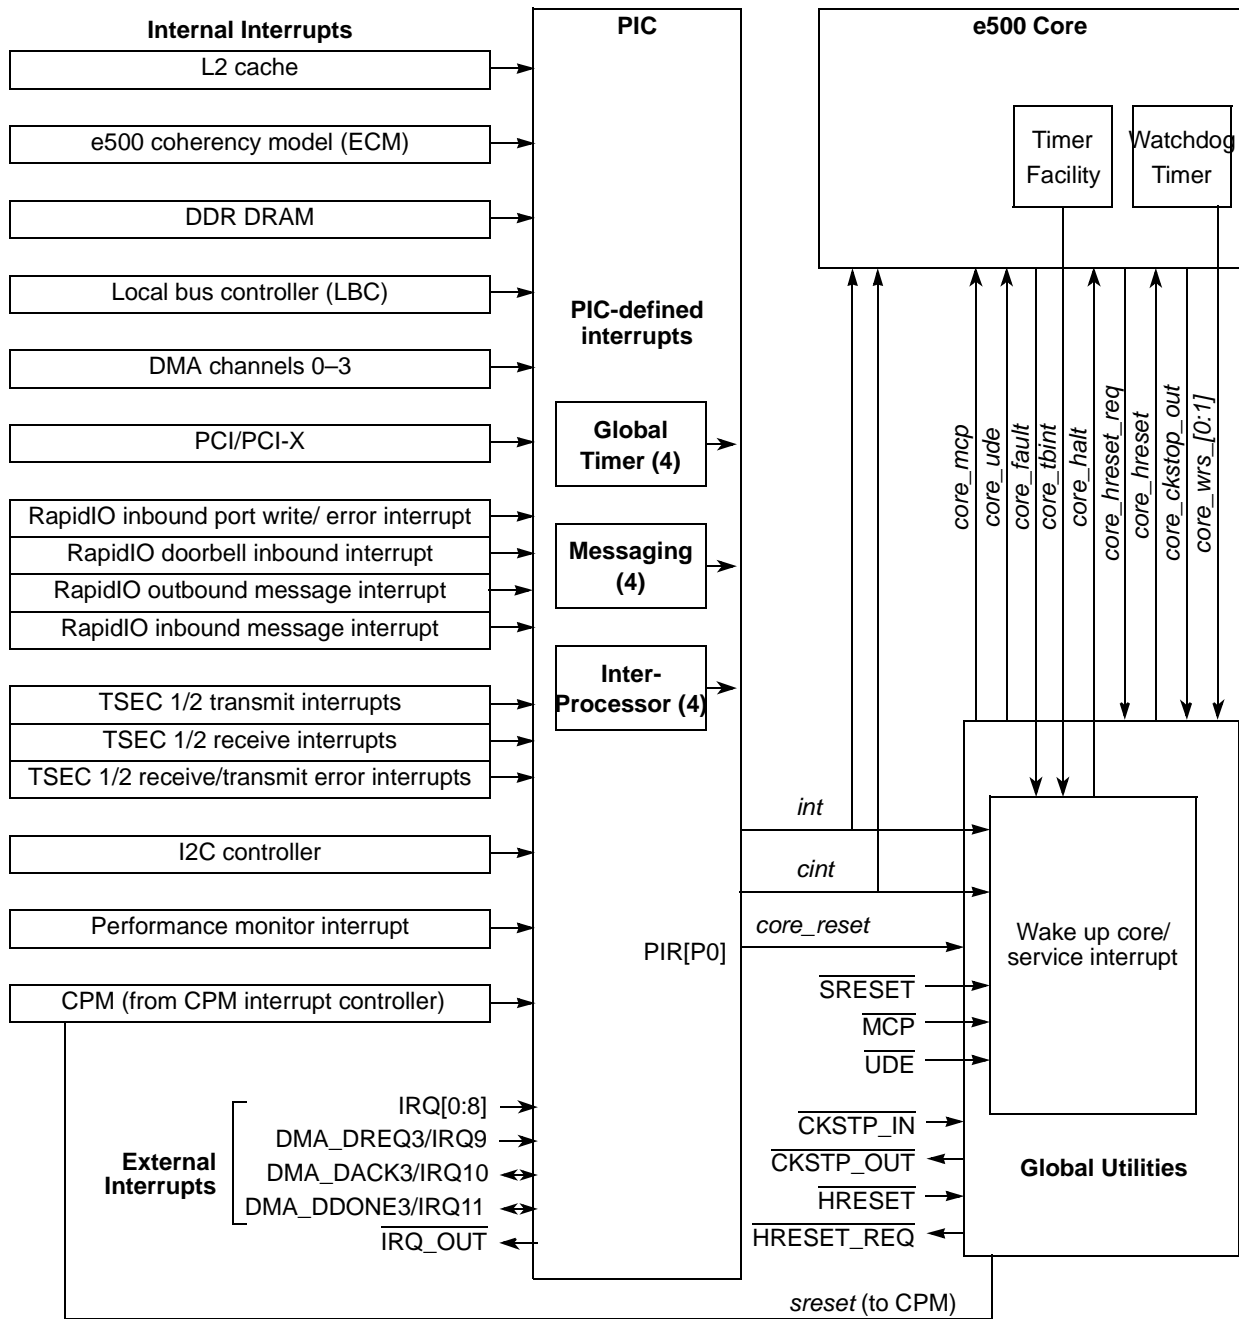 Internal Interrupts
L2 cache
e500 coherency model (ECM)
DDR DRAM
Local bus controller (LBC)
DMA channels 0–3
PCI/PCI-X
RapidIO inbound port write/ error interrupt
RapidIO doorbell inbound interrupt
RapidIO outbound message interrupt
RapidIO inbound message interrupt
TSEC 1/2 transmit interrupts
TSEC 1/2 receive interrupts
TSEC 1/2 receive/transmit error interrupts
I2C controller
Performance monitor interrupt
CPM (from CPM interrupt controller)
External
Interrupts
IRQ[0:8]
DMA_DREQ3/IRQ9
DMA_DACK3/IRQ10
DMA_DDONE3/IRQ11
IRQ_OUT
PIC
PIC-defined
interrupts
Global
Timer (4)
Messaging
(4)
Inter-
Processor (4)
PIR[P0]
e500 Core
Timer
Facility
Watchdog
Timer
core_mcp
core_ude
core_fault
core_tbint
core_halt
core_hreset_req
core_hreset
core_ckstop_out
core_wrs_[0:1]
int
cint
core_reset
SRESET
MCP
UDE
CKSTP_IN
CKSTP_OUT
HRESET
HRESET_REQ
Wake up core/
service interrupt
Global Utilities
sreset (to CPM)